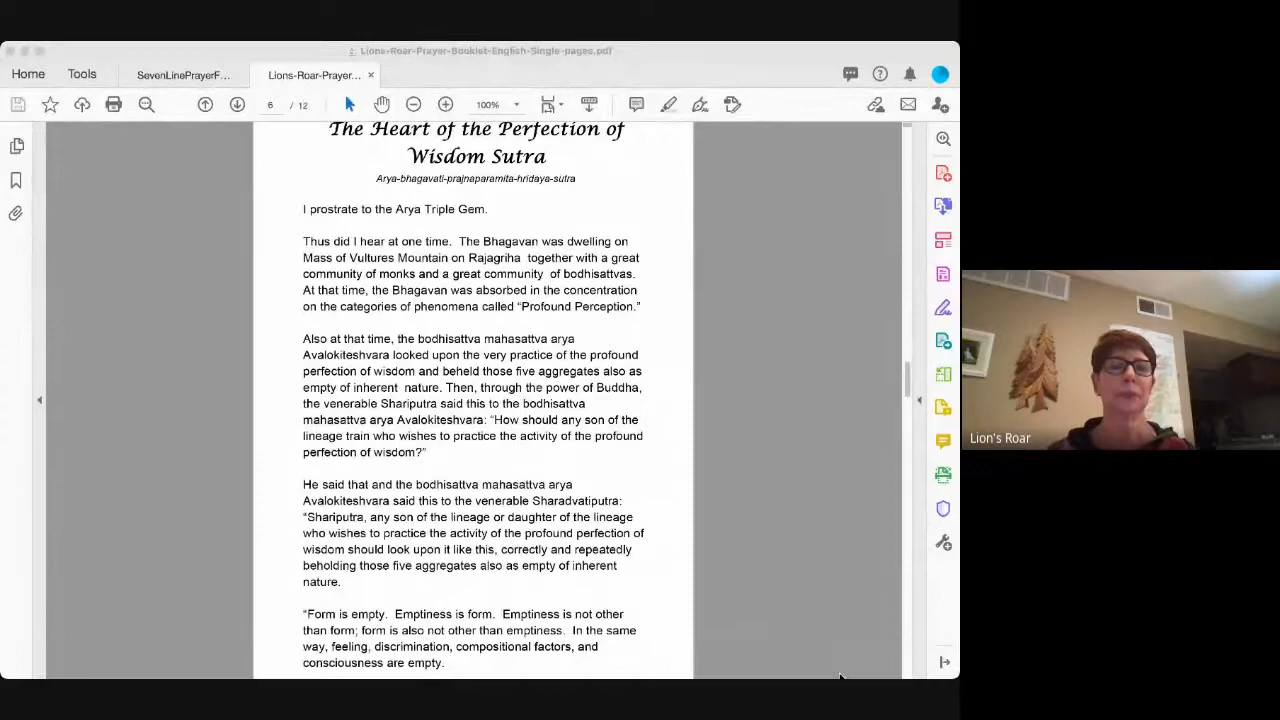 Lions-Roar-Prayer-Booklet-English-Single-pages.pdf
Home
Tools
SevenLinePrayerF...
Lions-Roar-Prayer... ×
6 / 12
100%
The Heart of the Perfection of
Wisdom Sutra
Arya-bhagavati-prajnaparamita-hridaya-sutra
I prostrate to the Arya Triple Gem.
Thus did I hear at one time. The Bhagavan was dwelling on
Mass of Vultures Mountain on Rajagriha together with a great
community of monks and a great community of bodhisattvas.
At that time, the Bhagavan was absorbed in the concentration
on the categories of phenomena called “Profound Perception.”
Also at that time, the bodhisattva mahasattva arya
Avalokiteshvara looked upon the very practice of the profound
perfection of wisdom and beheld those five aggregates also as
empty of inherent nature. Then, through the power of Buddha,
the venerable Shariputra said this to the bodhisattva
mahasattva arya Avalokiteshvara: “How should any son of the
lineage train who wishes to practice the activity of the profound
perfection of wisdom?”
He said that and the bodhisattva mahasattva arya
Avalokiteshvara said this to the venerable Sharadvatiputra:
“Shariputra, any son of the lineage or daughter of the lineage
who wishes to practice the activity of the profound perfection of
wisdom should look upon it like this, correctly and repeatedly
beholding those five aggregates also as empty of inherent
nature.
“Form is empty. Emptiness is form. Emptiness is not other
than form; form is also not other than emptiness. In the same
way, feeling, discrimination, compositional factors, and
consciousness are empty.
Lion's Roar